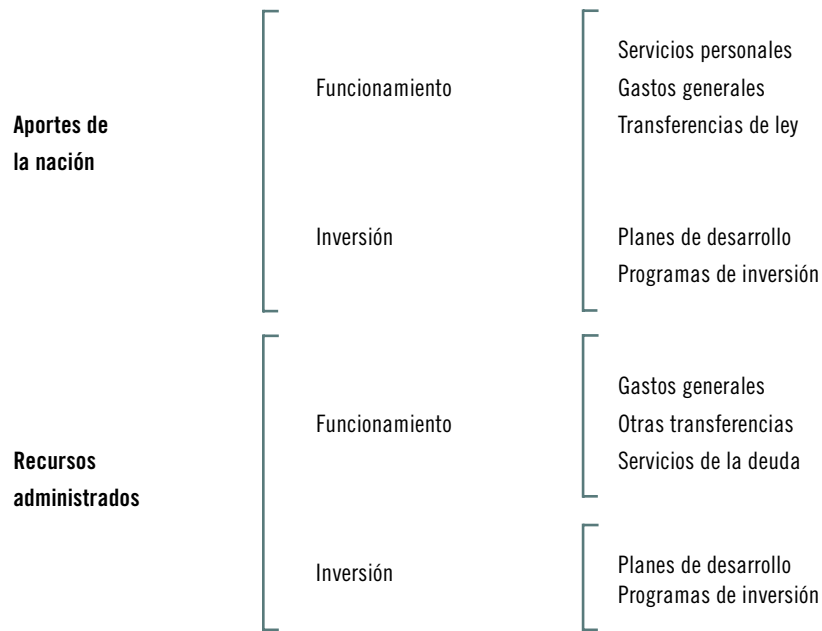 Aportes de
la nación
Funcionamiento
Servicios personales
Gastos generales
Transferencias de ley
Inversión
Planes de desarrollo
Programas de inversión
Recursos
administrados
Funcionamiento
Gastos generales
Otras transferencias
Servicios de la deuda
Inversión
Planes de desarrollo
Programas de inversión